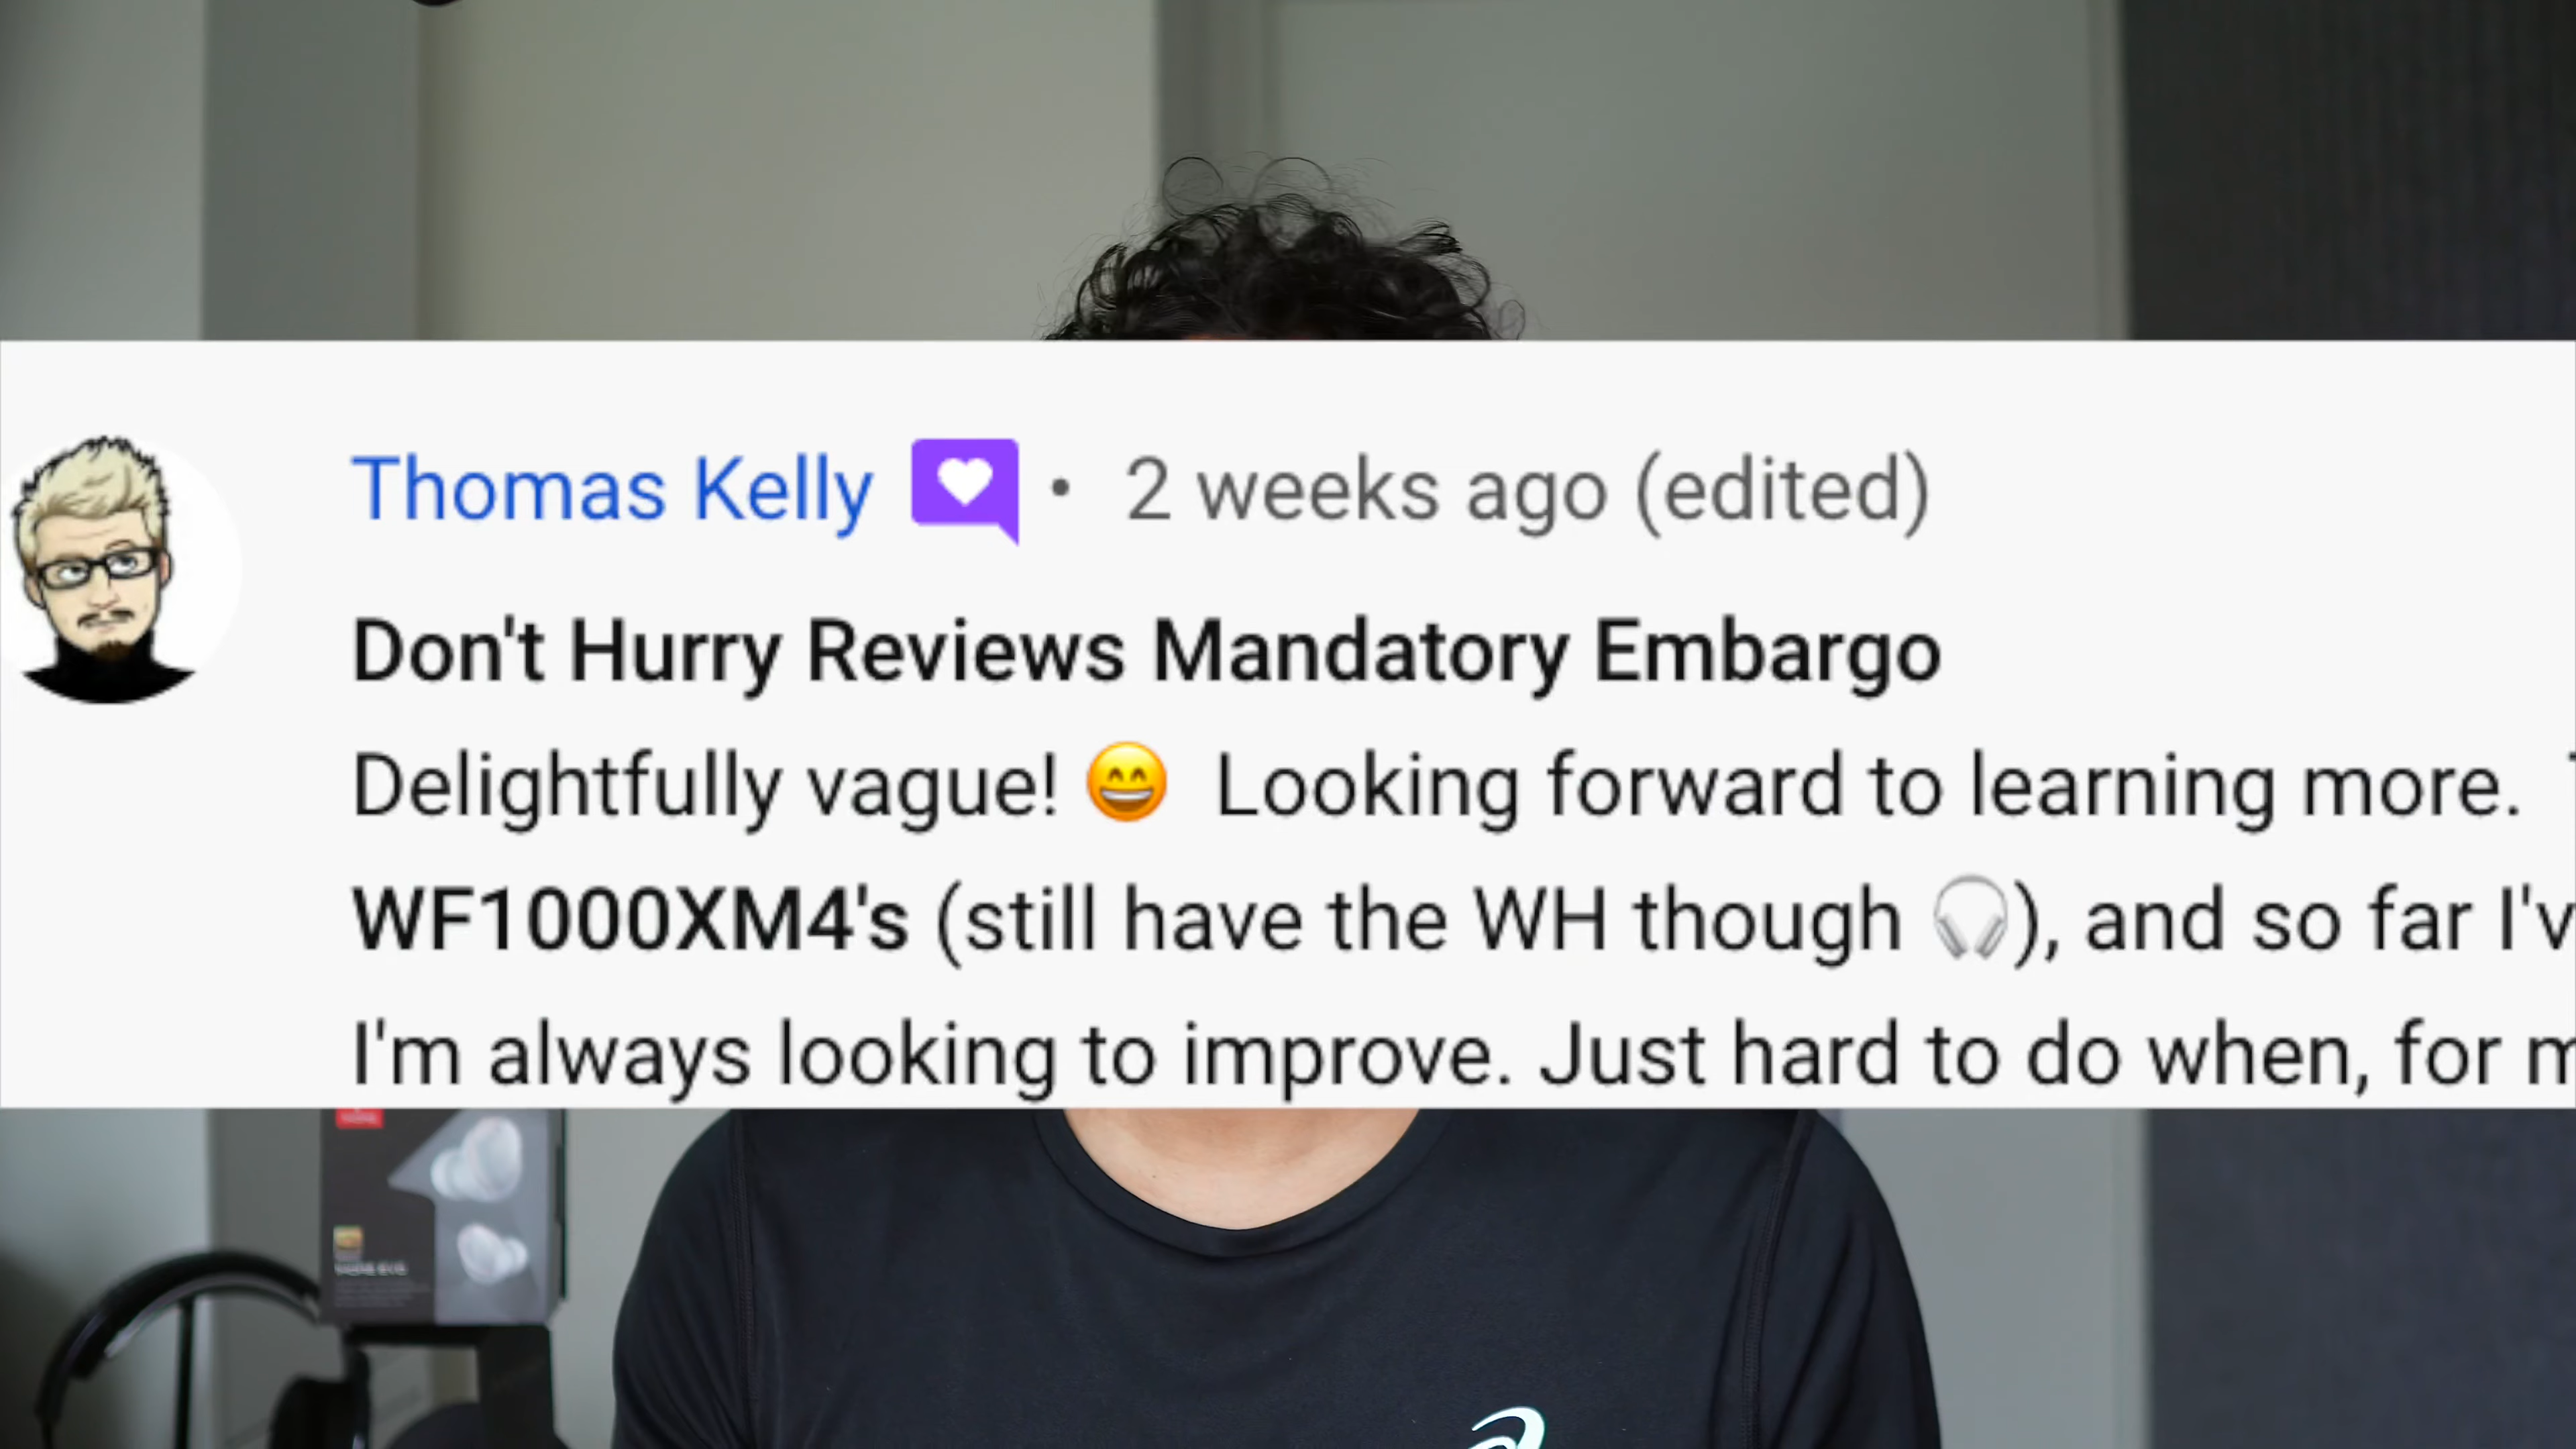 Thomas Kelly • 2 weeks ago (edited)
Don't Hurry Reviews Mandatory Embargo
Delightfully vague! 😄 Looking forward to learning more.
WF1000XM4's (still have the WH though 🎧), and so far I'v
I'm always looking to improve. Just hard to do when, for m